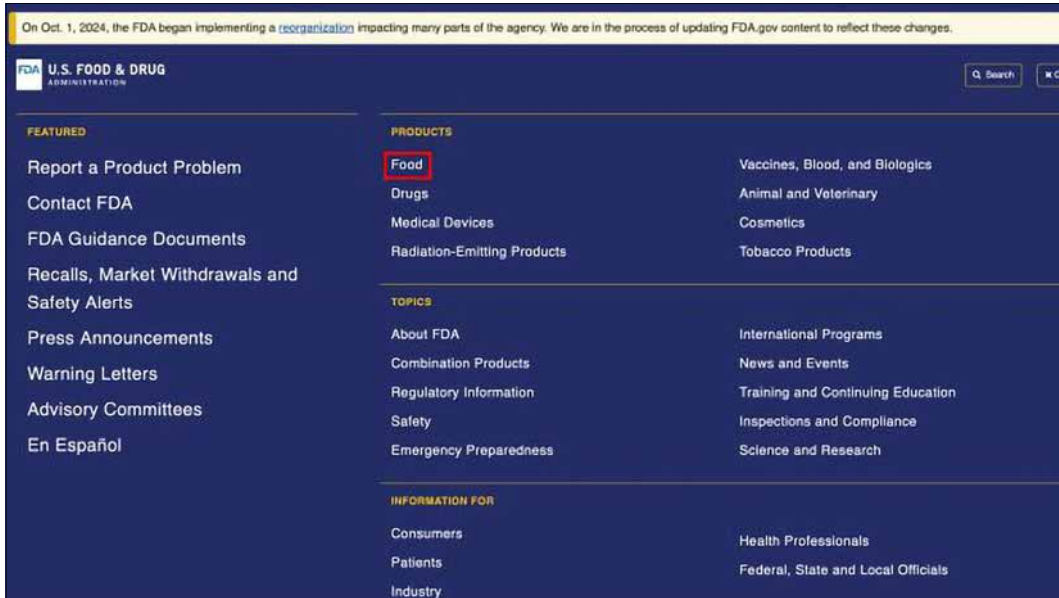 On Oct. 1, 2024, the FDA began implementing a reorganization impacting many parts of the agency. We are in the process of updating FDA.gov content to reflect these changes.
FDA U.S. FOOD & DRUG
ADMINISTRATION
Search
FEATURED
Report a Product Problem
Contact FDA
FDA Guidance Documents
Recalls, Market Withdrawals and
Safety Alerts
Press Announcements
Warning Letters
Advisory Committees
En Español
PRODUCTS
Food
Drugs
Medical Devices
Radiation-Emitting Products
Vaccines, Blood, and Biologics
Animal and Veterinary
Cosmetics
Tobacco Products
TOPICS
About FDA
Combination Products
Regulatory Information
Safety
Emergency Preparedness
International Programs
News and Events
Training and Continuing Education
Inspections and Compliance
Science and Research
INFORMATION FOR
Consumers
Patients
Industry
Health Professionals
Federal, State and Local Officials